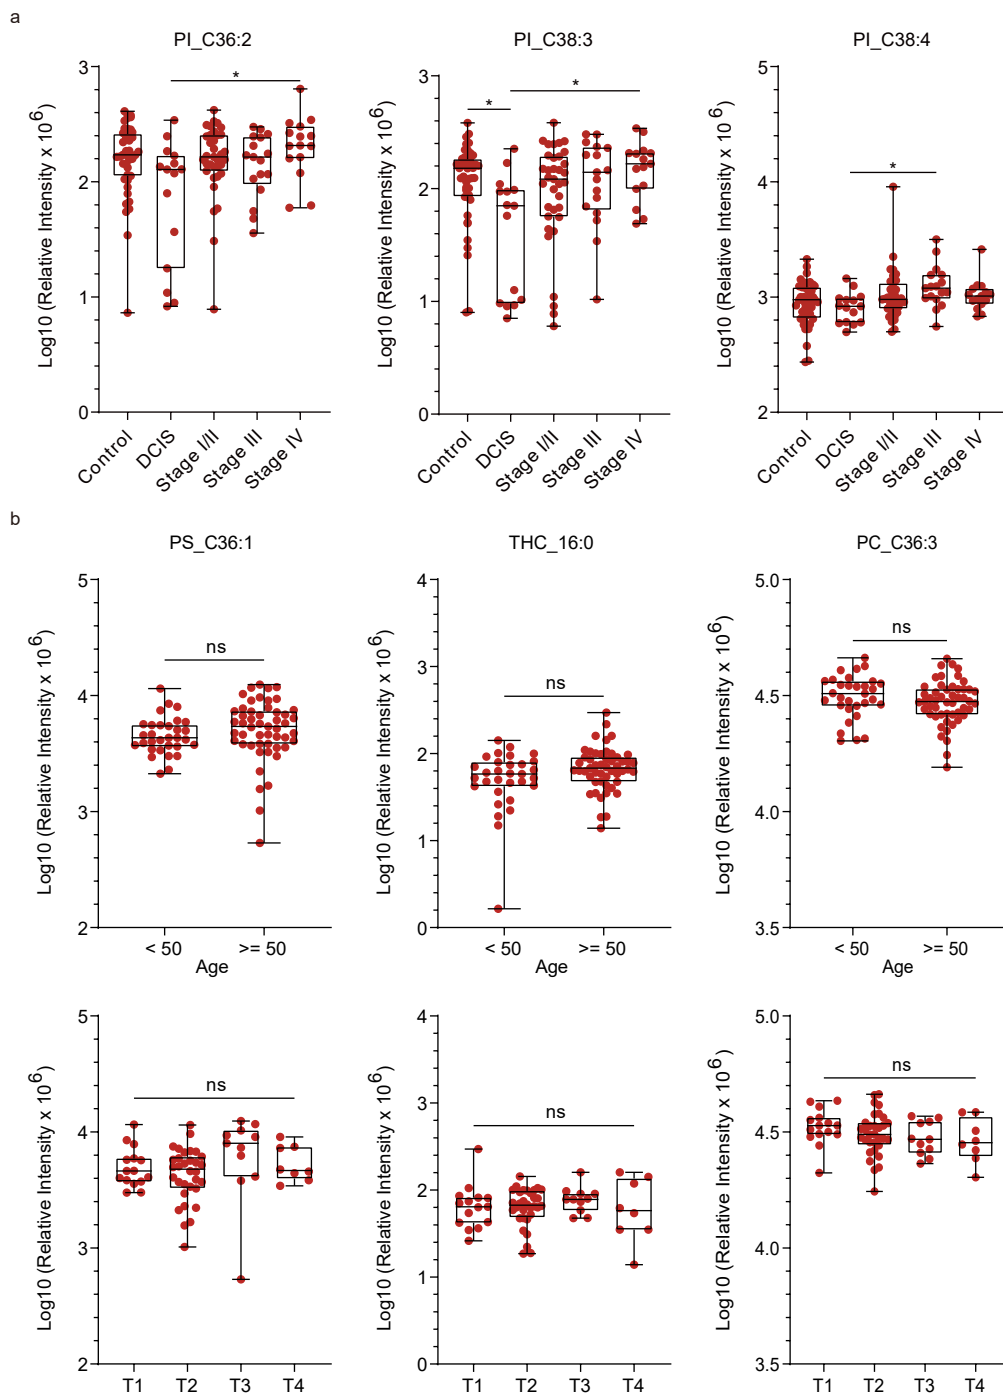 a
PI_C36:2
PI_C38:3
PI_C38:4
Log10 (Relative Intensity x 10^6)
3
2
1
0
Control
DCIS
Stage I/II
Stage III
Stage IV
*
Log10 (Relative Intensity x 10^6)
3
2
1
0
Control
DCIS
Stage I/II
Stage III
Stage IV
*
*
Log10 (Relative Intensity x 10^6)
5
4
3
2
Control
DCIS
Stage I/II
Stage III
Stage IV
*
b
PS_C36:1
THC_16:0
PC_C36:3
Log10 (Relative Intensity x 10^6)
5
4
3
2
ns
< 50
>= 50
Age
Log10 (Relative Intensity x 10^6)
4
4
2
1
0
ns
< 50
>= 50
Age
Log10 (Relative Intensity x 10^6)
5.0
4.5
4.0
3.5
ns
< 50
>= 50
Age
Log10 (Relative Intensity x 10^6)
5
4
3
2
ns
T1
T2
T3
T4
Log10 (Relative Intensity x 10^6)
4
3
2
1
0
ns
T1
T2
T3
T4
Log10 (Relative Intensity x 10^6)
5.0
4.5
4.0
3.5
ns
T1
T2
T3
T4